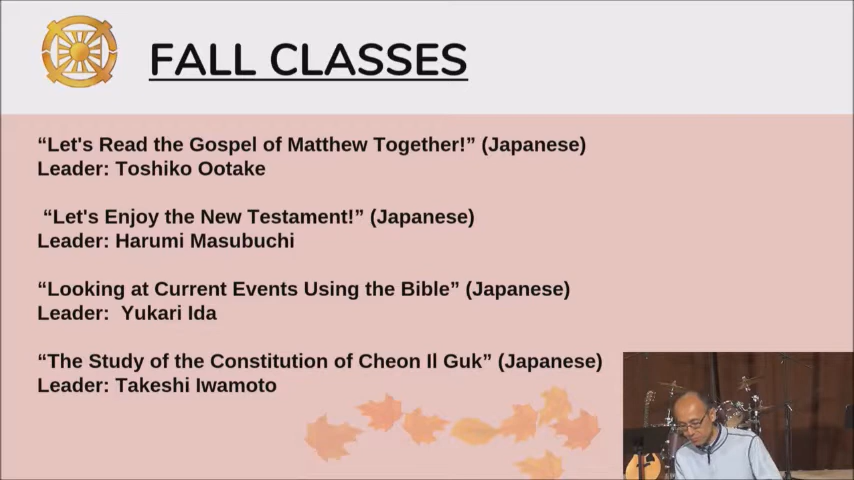 FALL CLASSES
“Let's Read the Gospel of Matthew Together!” (Japanese)
Leader: Toshiko Ootake
“Let's Enjoy the New Testament!” (Japanese)
Leader: Harumi Masubuchi
“Looking at Current Events Using the Bible” (Japanese)
Leader:  Yukari Ida
“The Study of the Constitution of Cheon Il Guk” (Japanese)
Leader: Takeshi Iwamoto